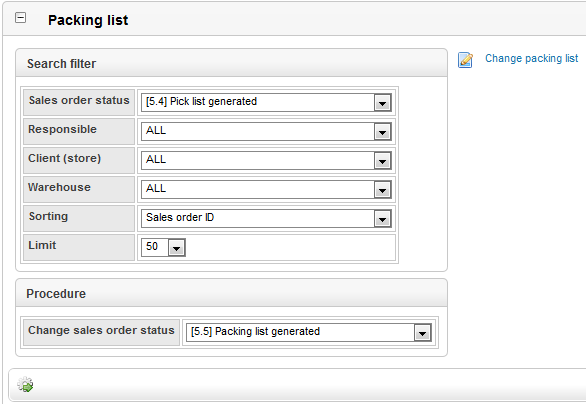 Packing list
Search filter
Change packing list
Sales order status [5.4] Pick list generated
Responsible ALL
Client (store) ALL
Warehouse ALL
Sorting Sales order ID
Limit 50
Procedure
Change sales order status [5.5] Packing list generated